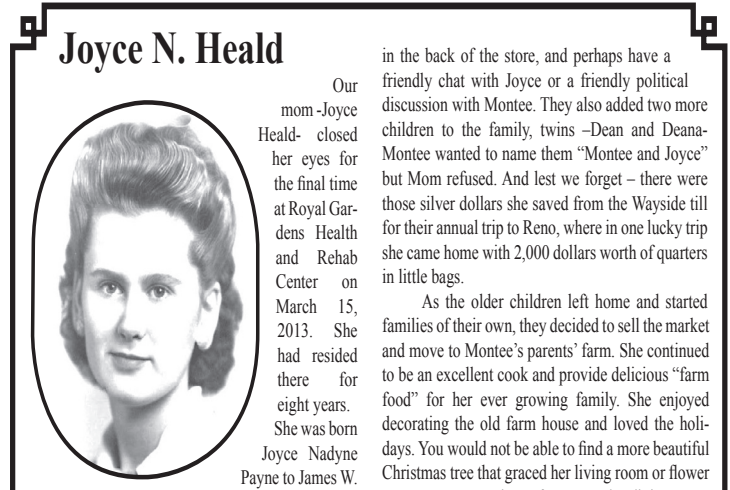 Joyce N. Heald
Our
mom -Joyce
Heald- closed
her eyes for
the final time
at Royal Gar-
dens Health
and Rehab
Center on
March 15,
2013. She
had resided
there for
eight years.
She was born
Joyce Nadyne
Payne to James W.
in the back of the store, and perhaps have a
friendly chat with Joyce or a friendly political
discussion with Montee. They also added two more
children to the family, twins –Dean and Deana-
Montee wanted to name them “Montee and Joyce”
but Mom refused. And lest we forget – there were
those silver dollars she saved from the Wayside till
for their annual trip to Reno, where in one lucky trip
she came home with 2,000 dollars worth of quarters
in little bags.
As the older children left home and started
families of their own, they decided to sell the market
and move to Montee’s parents’ farm. She continued
to be an excellent cook and provide delicious “farm
food” for her ever growing family. She enjoyed
decorating the old farm house and loved the holi-
days. You would not be able to find a more beautiful
Christmas tree that graced her living room or flower